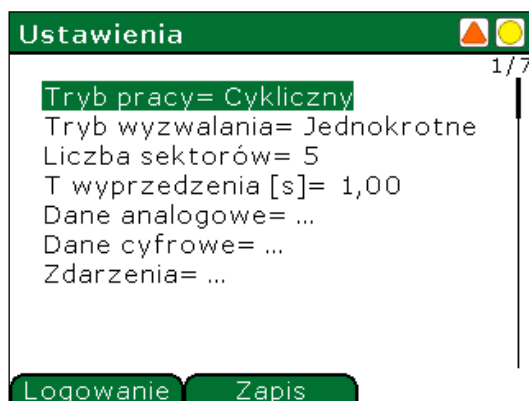 Ustawienia
1/7
Tryb pracy= Cykliczny
Tryb wyzwalania= Jednokrotne
Liczba sektorów= 5
T wyprzedzenia [s]= 1,00
Dane analogowe= ...
Dane cyfrowe= ...
Zdarzenia= ...
Logowanie Zapis